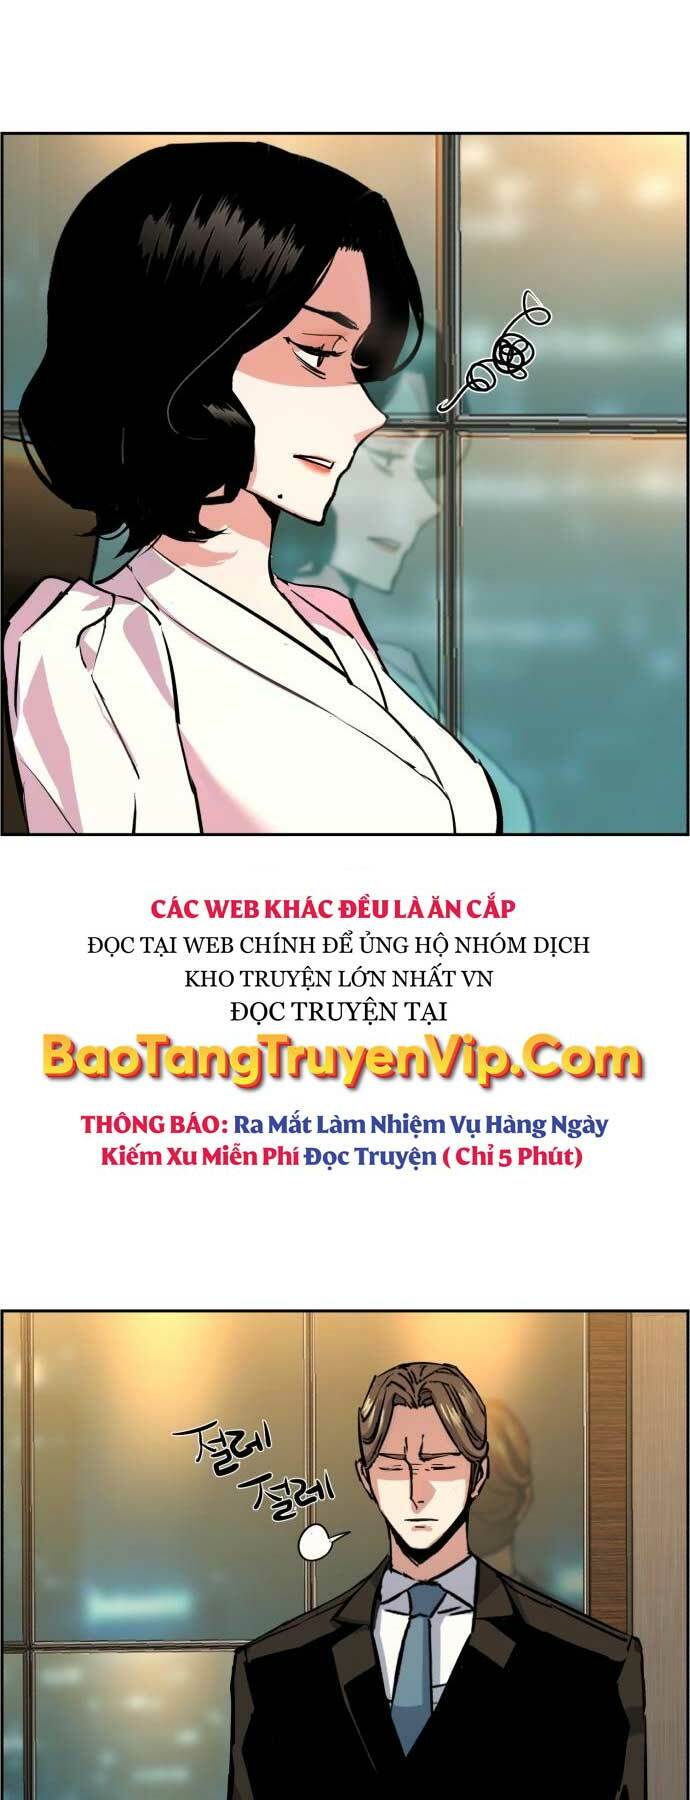 CÁC WEB KHÁC ĐỀU LÀ ĂN CẮP
ĐỌC TẠI WEB CHÍNH ĐỂ ỦNG HỘ NHÓM DỊCH
KHO TRUYỆN LỚN NHẤT VN
ĐỌC TRUYỆN TẠI
BaoTangTruyenVip.Com
THÔNG BÁO: Ra Mắt Làm Nhiệm Vụ Hàng Ngày
Kiếm Xu Miễn Phí Đọc Truyện ( Chỉ 5 Phút)
절레
절레